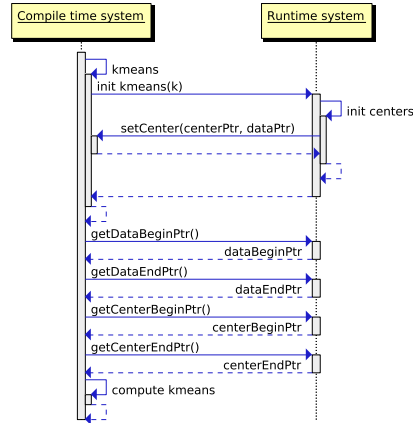 Compile time system
Runtime system
kmeans
init kmeans(k)
init centers
setCenter(centerPtr, dataPtr)
getDataBeginPtr()
dataBeginPtr
getDataEndPtr()
dataEndPtr
getCenterBeginPtr()
centerBeginPtr
getCenterEndPtr()
centerEndPtr
compute kmeans